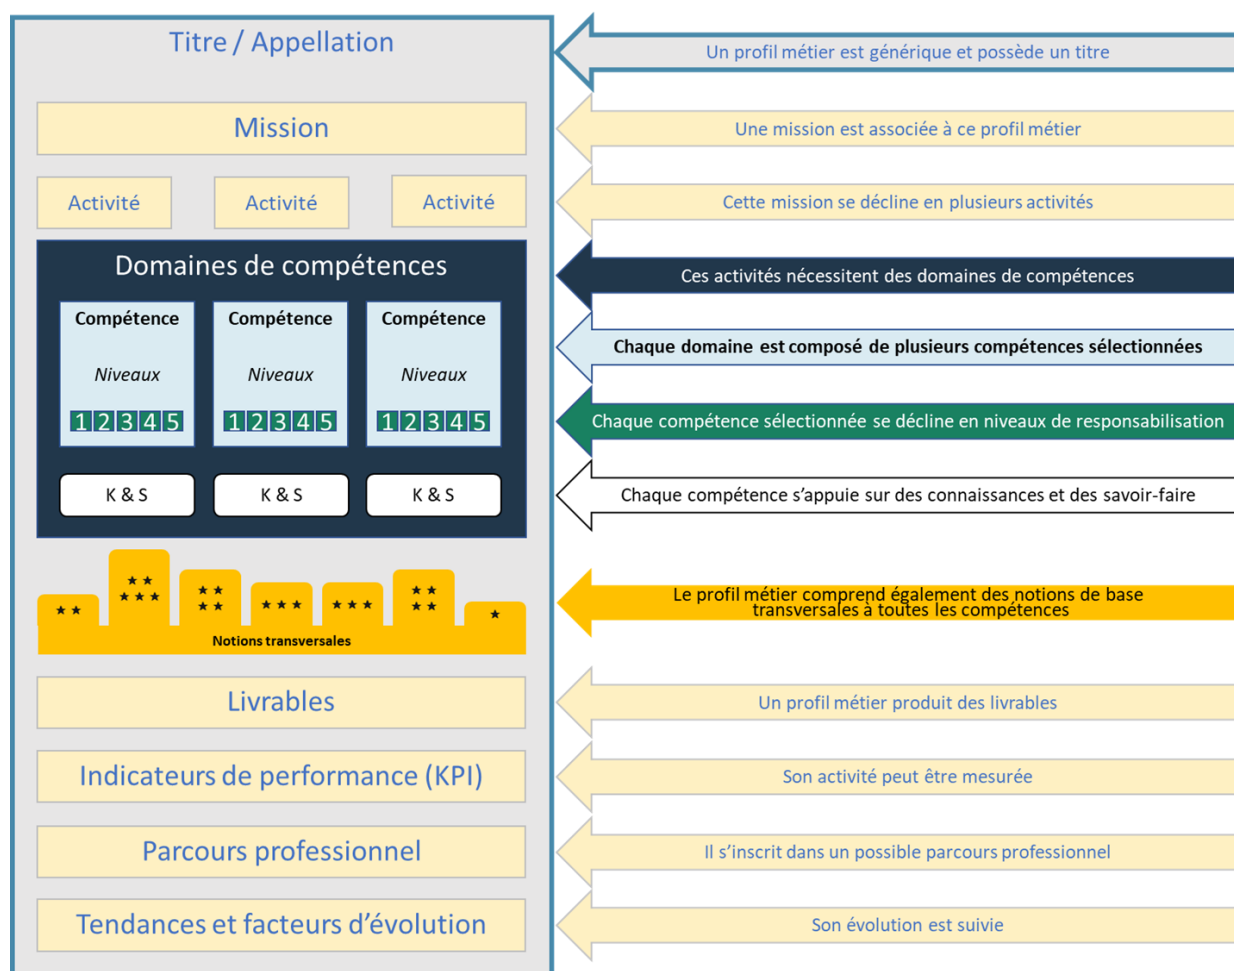 Titre / Appellation
Un profil métier est générique et possède un titre
Mission
Une mission est associée à ce profil métier
Activité
Activité
Activité
Cette mission se décline en plusieurs activités
Domaines de compétences
Ces activités nécessitent des domaines de compétences
Compétence
Compétence
Compétence
Chaque domaine est composé de plusieurs compétences sélectionnées
Niveaux
Niveaux
Niveaux
1 2 3 4 5
1 2 3 4 5
1 2 3 4 5
Chaque compétence sélectionnée se décline en niveaux de responsabilisation
K & S
K & S
K & S
Chaque compétence s’appuie sur des connaissances et des savoir-faire
Notions transversales
Le profil métier comprend également des notions de base
transversales à toutes les compétences
Livrables
Un profil métier produit des livrables
Indicateurs de performance (KPI)
Son activité peut être mesurée
Parcours professionnel
Il s’inscrit dans un possible parcours professionnel
Tendances et facteurs d’évolution
Son évolution est suivie